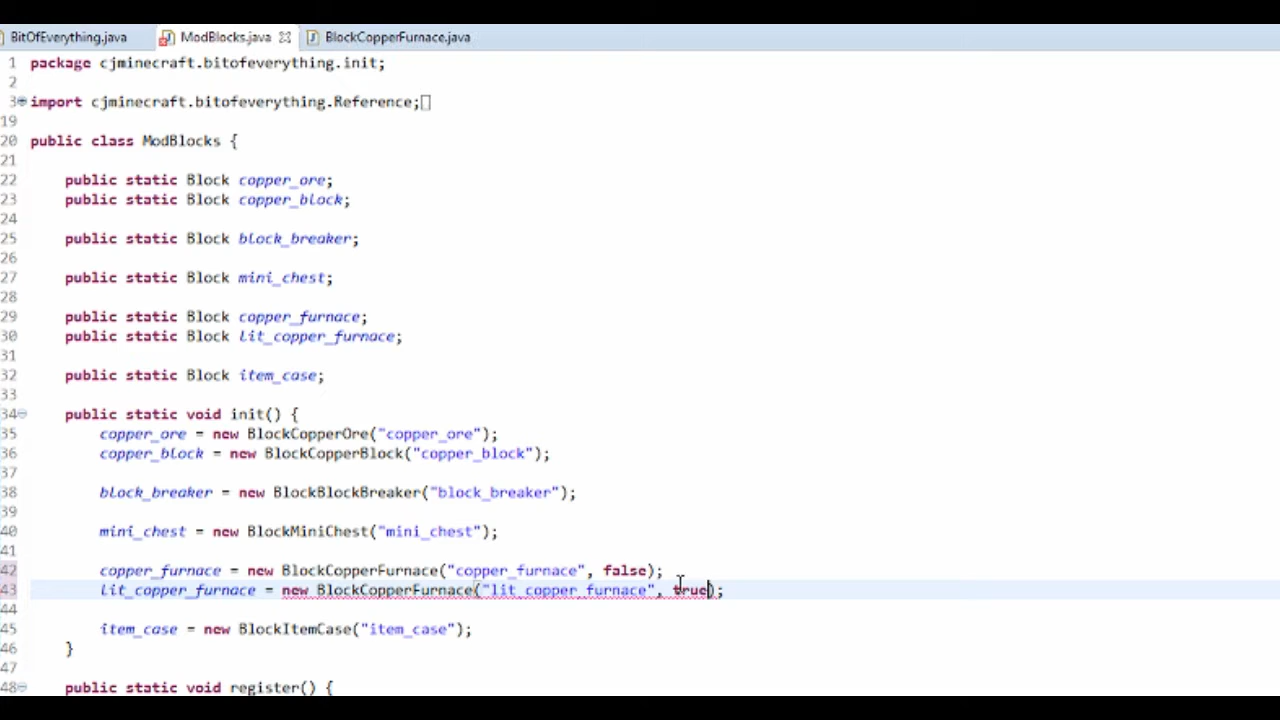 BitOfEverything.java ModBlocks.java BlockCopperFurnace.java
1 package cjminecraft.bitofeverything.init;
2
3 import cjminecraft.bitofeverything.Reference;
19
20 public class ModBlocks {
21
22 public static Block copper_ore;
23 public static Block copper_block;
24
25 public static Block block_breaker;
26
27 public static Block mini_chest;
28
29 public static Block copper_furnace;
30 public static Block lit_copper_furnace;
31
32 public static Block item_case;
33
34 public static void init() {
35 copper_ore = new BlockCopperOre("copper_ore");
36 copper_block = new BlockCopperBlock("copper_block");
37
38 block_breaker = new BlockBlockBreaker("block_breaker");
39
40 mini_chest = new BlockMiniChest("mini_chest");
41
42 copper_furnace = new BlockCopperFurnace("copper_furnace", false);
43 lit_copper_furnace = new BlockCopperFurnace("lit_copper_furnace", true);
44
45 item_case = new BlockItemCase("item_case");
46 }
47
48 public static void register() {